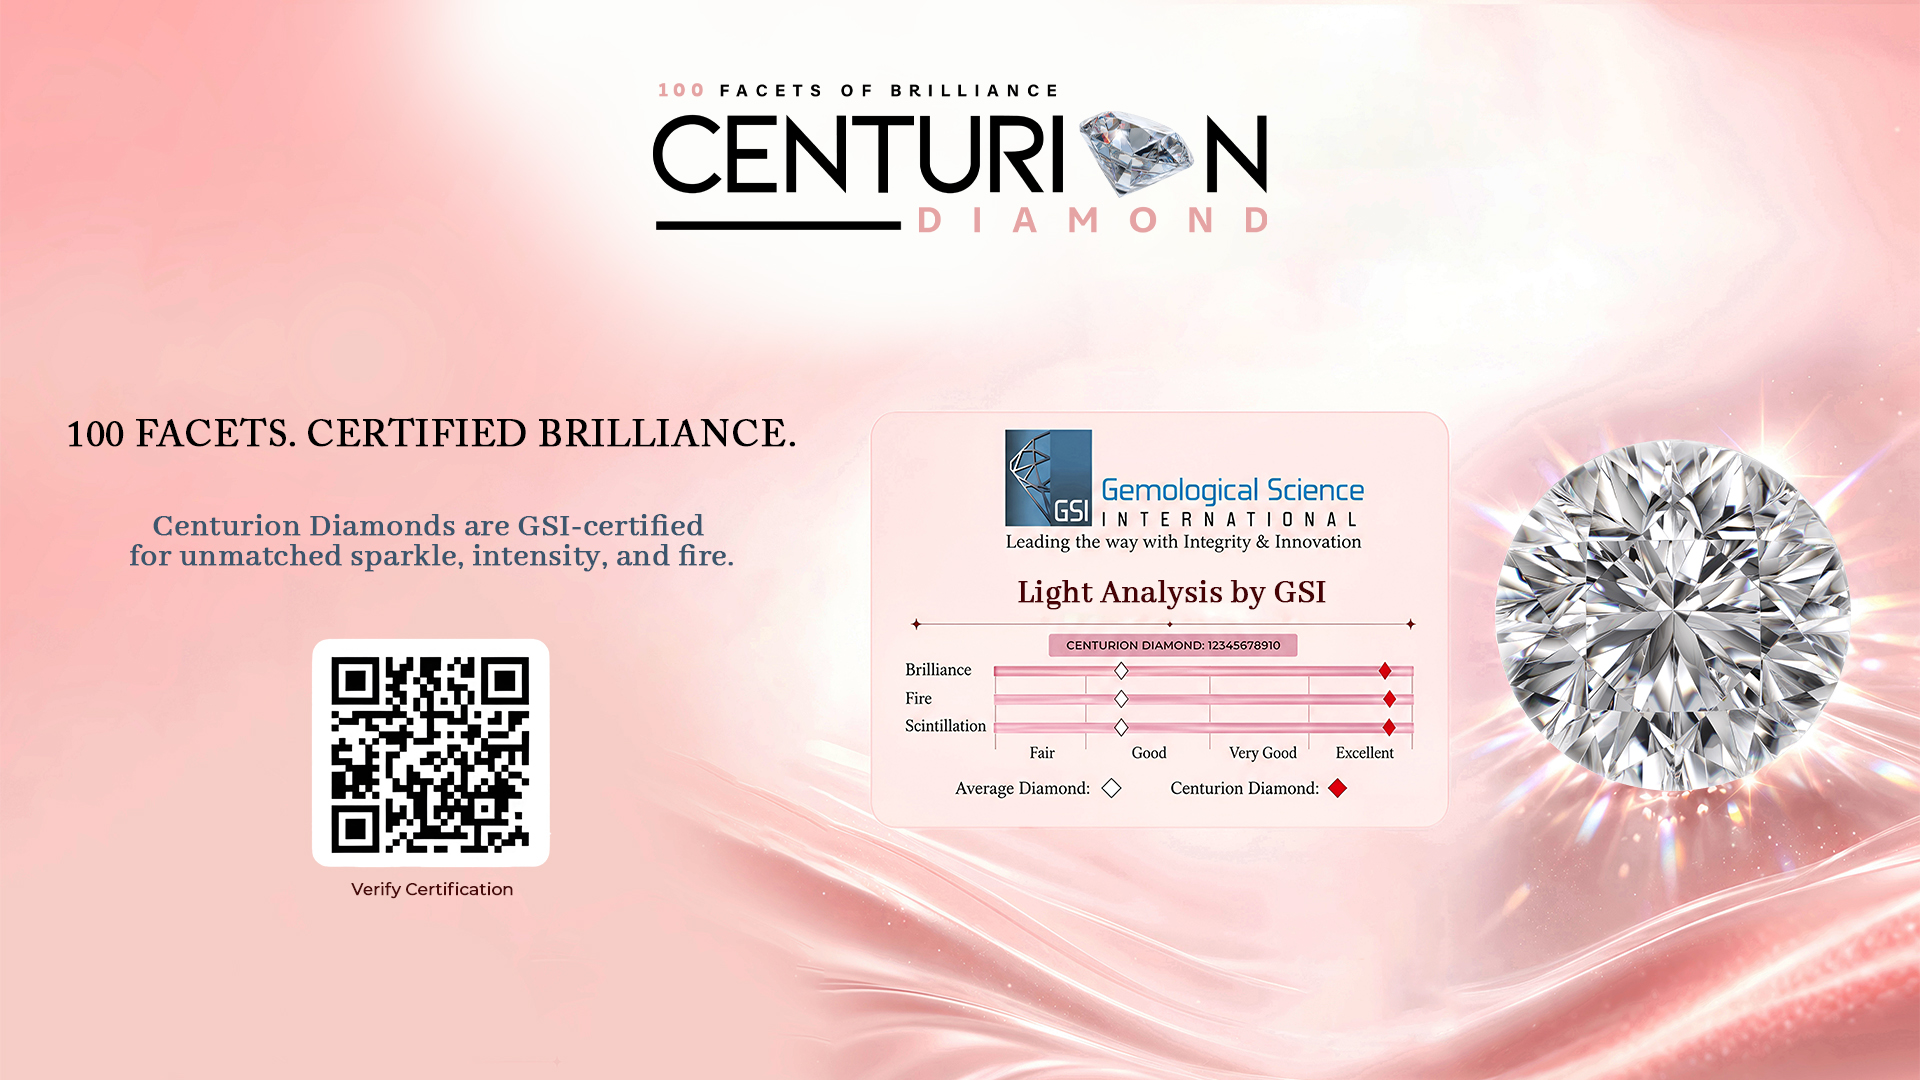 100 FACETS OF BRILLIANCE
CENTURION
DIAMOND
100 FACETS. CERTIFIED BRILLIANCE.
Centurion Diamonds are GSI-certified
for unmatched sparkle, intensity, and fire.
Verify Certification
GSI
Gemological Science
INTERNATIONAL
Leading the way with Integrity & Innovation
Light Analysis by GSI
CENTURION DIAMOND: 12345678910
Brilliance
Fire
Scintillation
Fair Good Very Good Excellent
Average Diamond: Centurion Diamond: